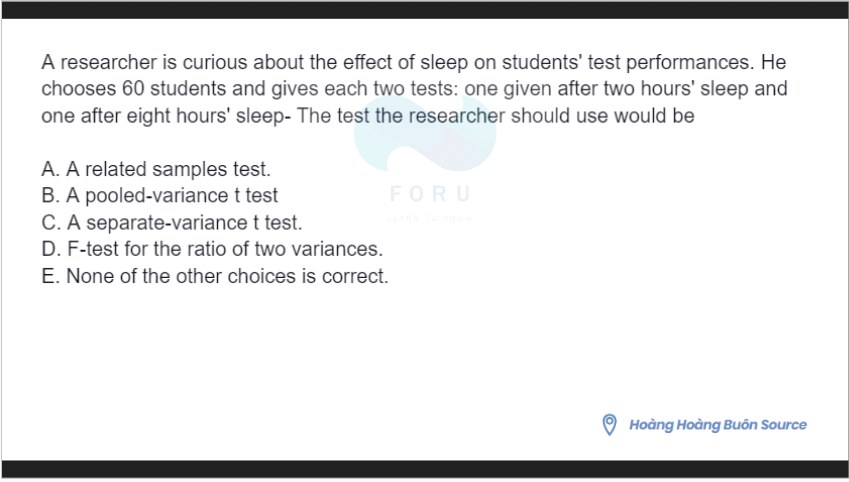 A researcher is curious about the effect of sleep on students' test performances. He
chooses 60 students and gives each two tests: one given after two hours' sleep and
one after eight hours' sleep- The test the researcher should use would be
A. A related samples test.
B. A pooled-variance t test
C. A separate-variance t test.
D. F-test for the ratio of two variances.
E. None of the other choices is correct.
FORU
Hoàng Hoàng Buôn Source